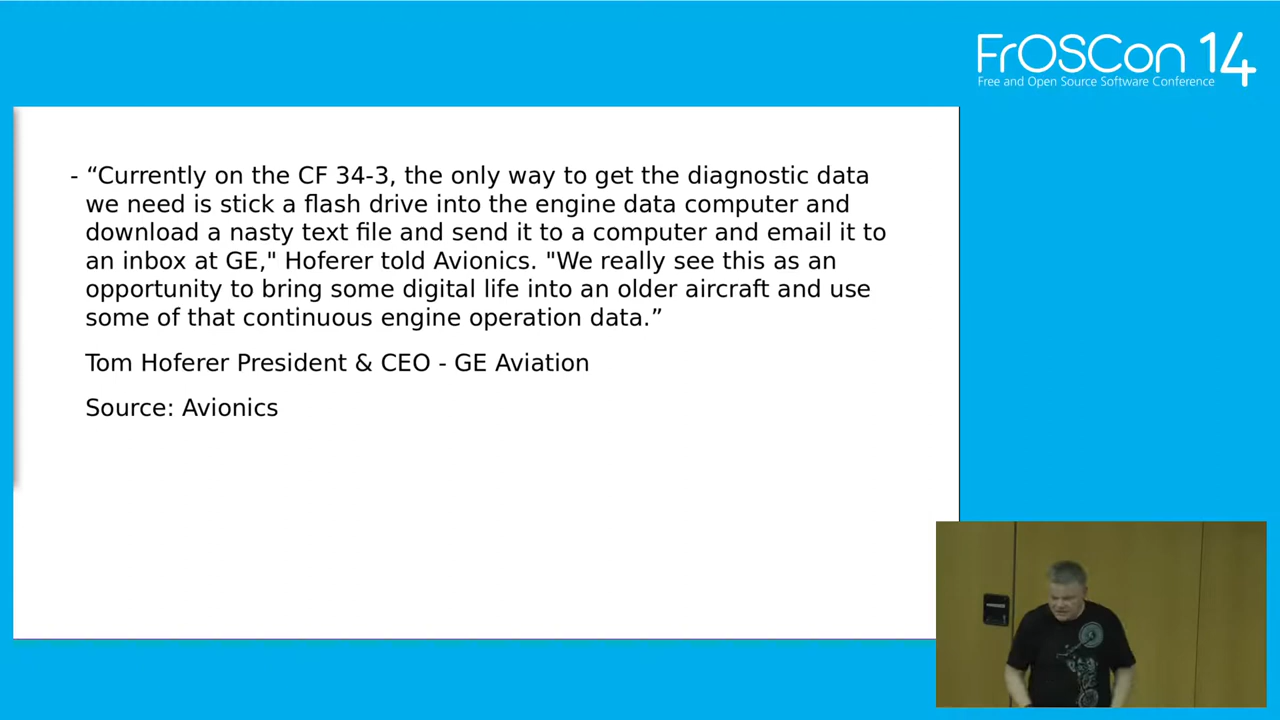 FrOSCon 14
Free and Open Source Software Conference
- “Currently on the CF 34-3, the only way to get the diagnostic data
we need is stick a flash drive into the engine data computer and
download a nasty text file and send it to a computer and email it to
an inbox at GE," Hoferer told Avionics. "We really see this as an
opportunity to bring some digital life into an older aircraft and use
some of that continuous engine operation data.”
Tom Hoferer President & CEO - GE Aviation
Source: Avionics